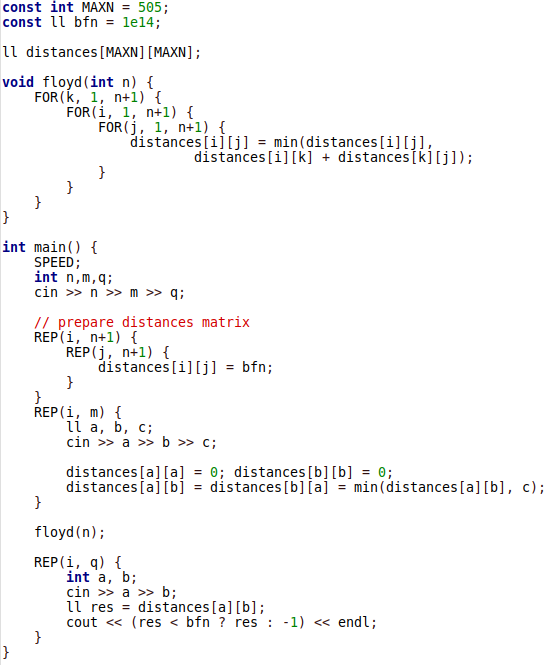 const int MAXN = 505;
const ll bfn = 1e14;

ll distances[MAXN][MAXN];

void floyd(int n) {
    FOR(k, 1, n+1) {
        FOR(i, 1, n+1) {
            FOR(j, 1, n+1) {
                distances[i][j] = min(distances[i][j],
                        distances[i][k] + distances[k][j]);
            }
        }
    }
}

int main() {
    SPEED;
    int n,m,q;
    cin >> n >> m >> q;

    // prepare distances matrix
    REP(i, n+1) {
        REP(j, n+1) {
            distances[i][j] = bfn;
        }
    }
    REP(i, m) {
        ll a, b, c;
        cin >> a >> b >> c;

        distances[a][a] = 0; distances[b][b] = 0;
        distances[a][b] = distances[b][a] = min(distances[a][b], c);
    }

    floyd(n);

    REP(i, q) {
        int a, b;
        cin >> a >> b;
        ll res = distances[a][b];
        cout << (res < bfn ? res : -1) << endl;
    }
}